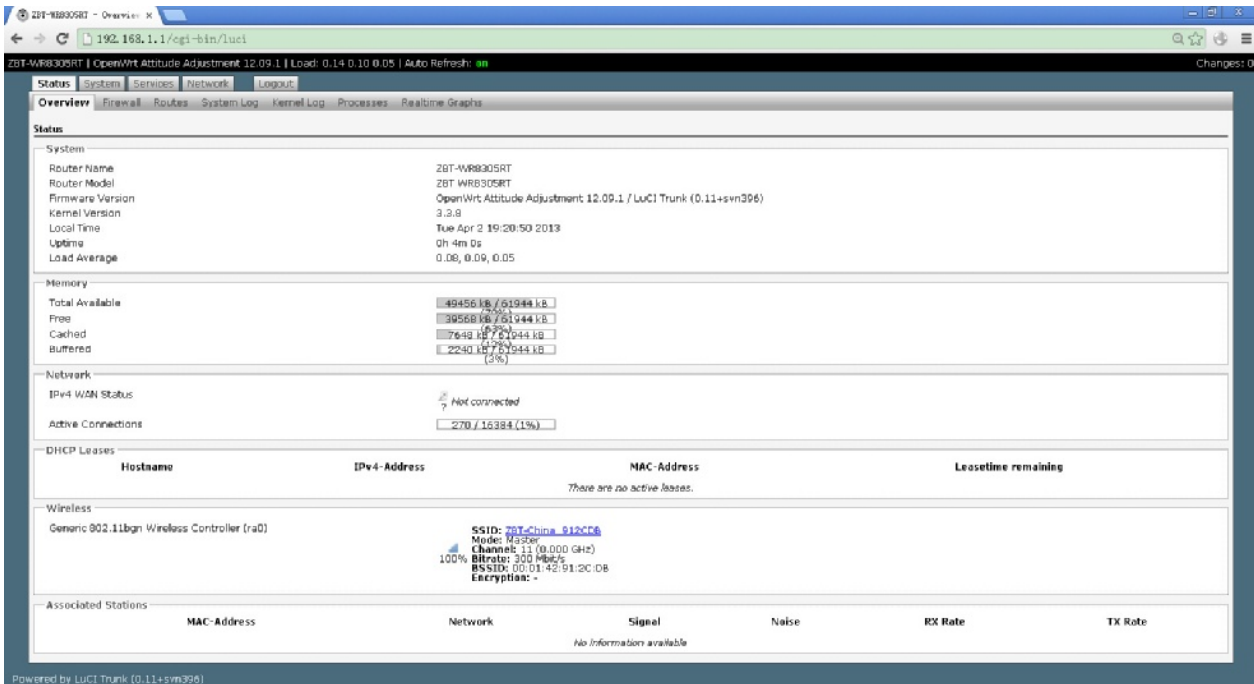 ZBT-WR8305RT - Overview
192.168.1.1/cgi-bin/luci
ZBT-WR8305RT | OpenWrt Attitude Adjustment 12.09.1 | Load: 0.14 0.10 0.05 | Auto Refresh: on Changes: 0
Status System Services Network Logout
Overview Firewall Routes System Log Kernel Log Processes Realtime Graphs
Status
System
Router Name ZBT-WR8305RT
Router Model ZBT WR8305RT
Firmware Version OpenWrt Attitude Adjustment 12.09.1 / LuCI Trunk (0.11+svn396)
Kernel Version 3.3.8
Local Time Tue Apr 2 19:20:50 2013
Uptime 0h 4m 0s
Load Average 0.08, 0.09, 0.05
Memory
Total Available 49456 kB / 61944 kB
Free 39568 kB / 61944 kB
(63%)
Cached 7648 kB / 61944 kB
(12%)
Buffered 2240 kB / 61944 kB
(3%)
Network
IPv4 WAN Status ? Not connected
Active Connections 270 / 16384 (1%)
DHCP Leases
Hostname IPv4-Address MAC-Address Leasetime remaining
There are no active leases.
Wireless
Generic 802.11bgn Wireless Controller (ra0)
SSID: ZBT-China_912CDB
Mode: Master
Channel: 11 (0.000 GHz)
100% Bitrate: 300 Mbit/s
BSSID: 00:01:42:91:2C:DB
Encryption: -
Associated Stations
MAC-Address Network Signal Noise RX Rate TX Rate
No information available
Powered by LuCI Trunk (0.11+svn396)